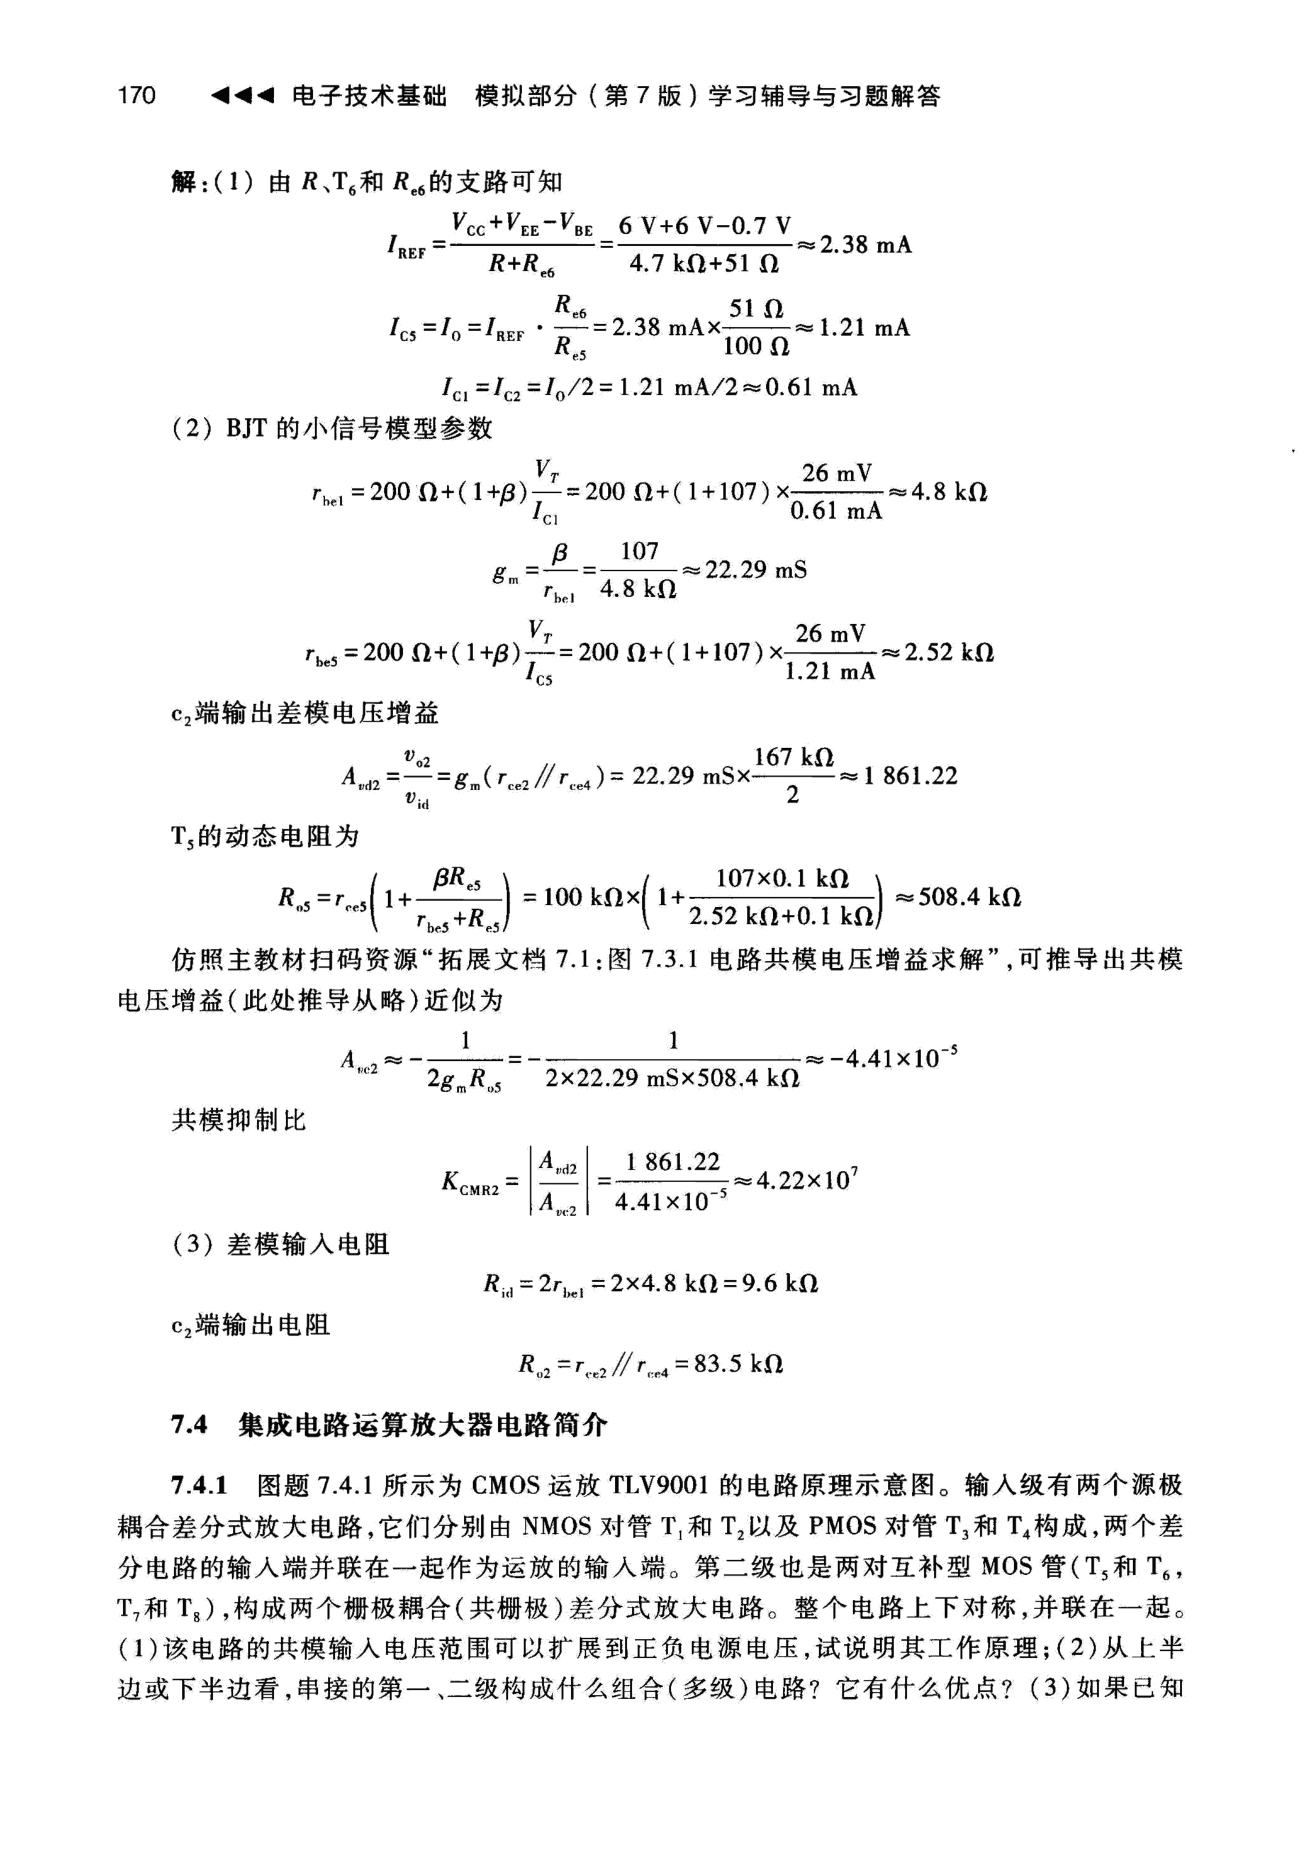 170 ◀◀◀ 电子技术基础 模拟部分(第7版)学习辅导与习题解答
解:(1) 由 R、T₆和 Rₑ₆的支路可知
I_REF = (V_CC+V_EE−V_BE)/(R+R_e6) = (6 V+6 V−0.7 V)/(4.7 kΩ+51 Ω) ≈ 2.38 mA
I_C5 = I_O = I_REF · R_e6/R_e5 = 2.38 mA× 51 Ω/100 Ω ≈ 1.21 mA
I_C1 = I_C2 = I_O/2 = 1.21 mA/2 ≈ 0.61 mA
(2) BJT 的小信号模型参数
r_be1 = 200 Ω+(1+β) V_T/I_C1 = 200 Ω+(1+107)× 26 mV/0.61 mA ≈ 4.8 kΩ
g_m = β/r_be1 = 107/4.8 kΩ ≈ 22.29 mS
r_be5 = 200 Ω+(1+β) V_T/I_C5 = 200 Ω+(1+107)× 26 mV/1.21 mA ≈ 2.52 kΩ
c₂端输出差模电压增益
A_vd2 = v_o2/v_id = g_m(r_ce2 // r_ce4) = 22.29 mS× 167 kΩ/2 ≈ 1 861.22
T₅的动态电阻为
R_o5 = r_ce5(1+ βR_e5/(r_be5+R_e5)) = 100 kΩ×(1+ 107×0.1 kΩ/(2.52 kΩ+0.1 kΩ)) ≈ 508.4 kΩ
仿照主教材扫码资源“拓展文档 7.1:图 7.3.1 电路共模电压增益求解”,可推导出共模
电压增益(此处推导从略)近似为
A_vc2 ≈ − 1/(2g_m R_o5) = − 1/(2×22.29 mS×508.4 kΩ) ≈ −4.41×10⁻⁵
共模抑制比
K_CMR2 = |A_vd2/A_vc2| = 1 861.22/(4.41×10⁻⁵) ≈ 4.22×10⁷
(3) 差模输入电阻
R_id = 2r_be1 = 2×4.8 kΩ = 9.6 kΩ
c₂端输出电阻
R_o2 = r_ce2 // r_ce4 = 83.5 kΩ
7.4 集成电路运算放大器电路简介
7.4.1 图题 7.4.1 所示为 CMOS 运放 TLV9001 的电路原理示意图。输入级有两个源极
耦合差分式放大电路,它们分别由 NMOS 对管 T₁和 T₂以及 PMOS 对管 T₃和 T₄构成,两个差
分电路的输入端并联在一起作为运放的输入端。第二级也是两对互补型 MOS 管(T₅和 T₆,
T₇和 T₈),构成两个栅极耦合(共栅极)差分式放大电路。整个电路上下对称,并联在一起。
(1)该电路的共模输入电压范围可以扩展到正负电源电压,试说明其工作原理;(2)从上半
边或下半边看,串接的第一、二级构成什么组合(多级)电路? 它有什么优点? (3)如果已知